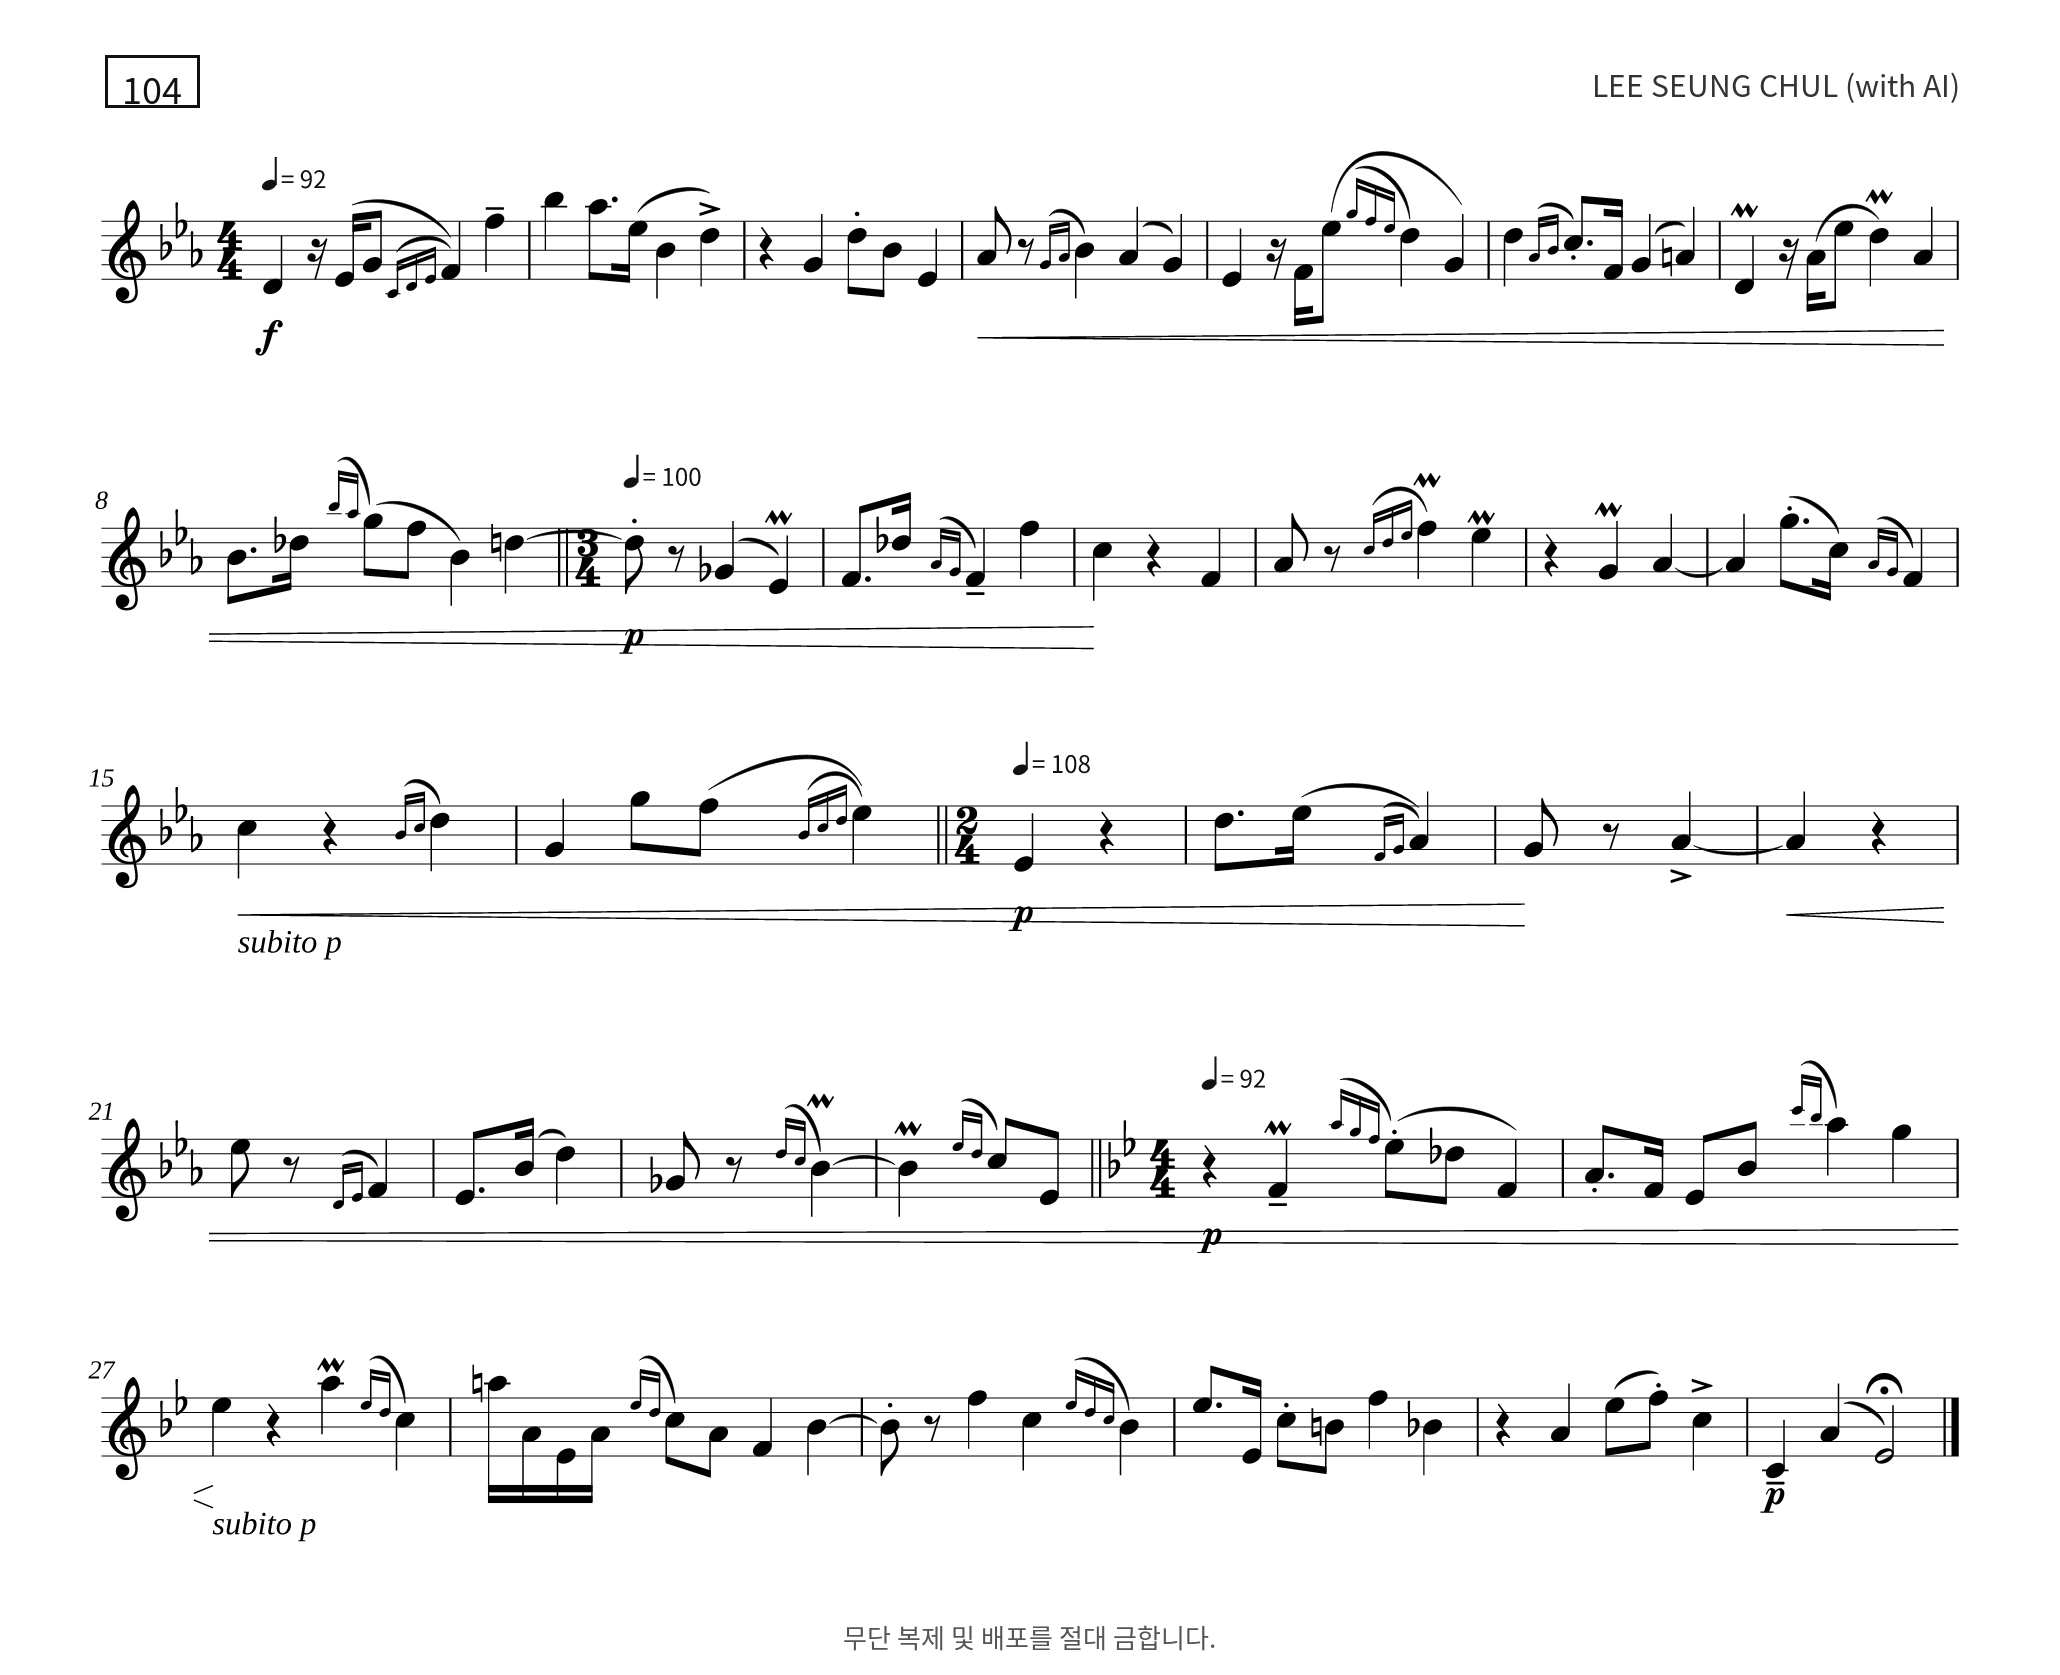 104
LEE SEUNG CHUL (with AI)
= 92
f
8
= 100
p
15
= 108
subito p
p
21
= 92
p
27
subito p
p
무단 복제 및 배포를 절대 금합니다.